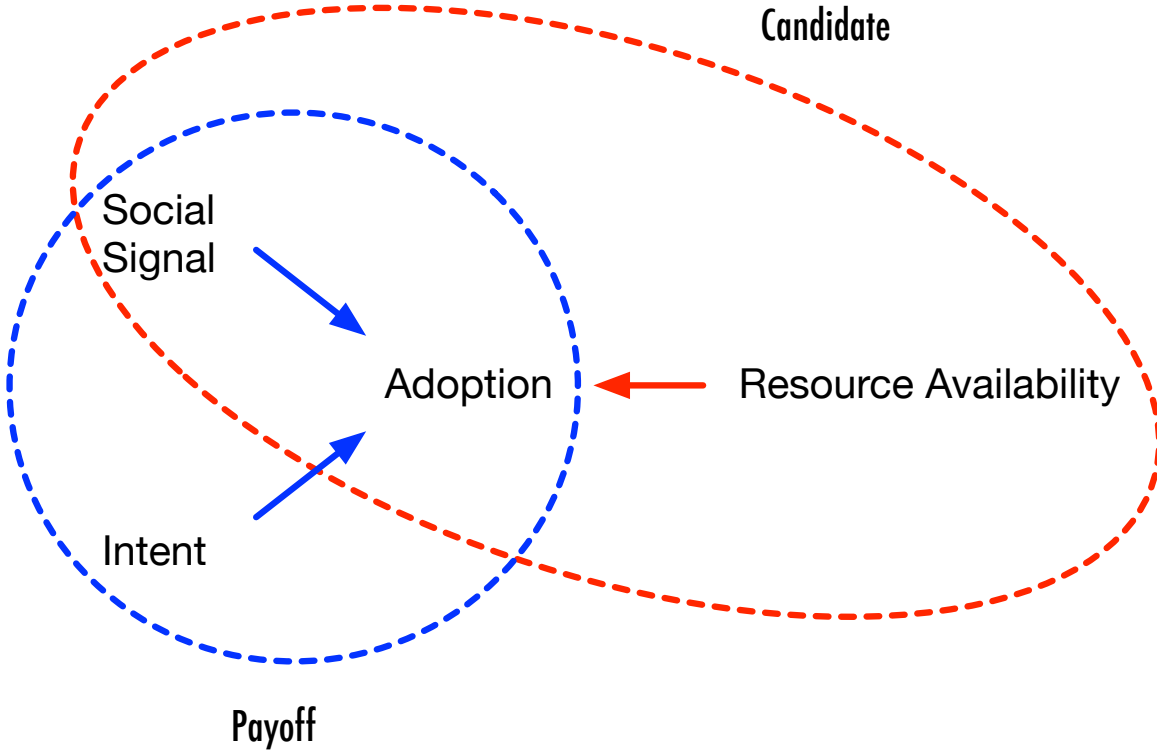 Candidate
Social
Signal
Adoption
Resource Availability
Intent
Payoff